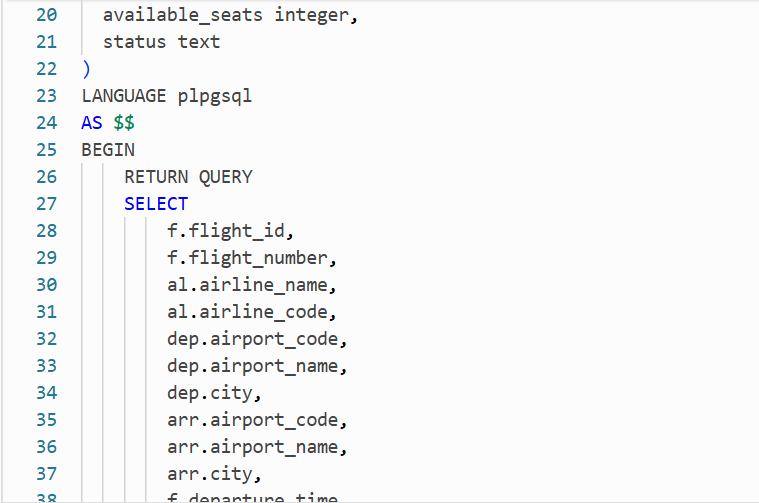 20 available_seats integer,
21 status text
22 )
23 LANGUAGE plpgsql
24 AS $$
25 BEGIN
26 RETURN QUERY
27 SELECT
28 f.flight_id,
29 f.flight_number,
30 al.airline_name,
31 al.airline_code,
32 dep.airport_code,
33 dep.airport_name,
34 dep.city,
35 arr.airport_code,
36 arr.airport_name,
37 arr.city,
38 f.departure_time